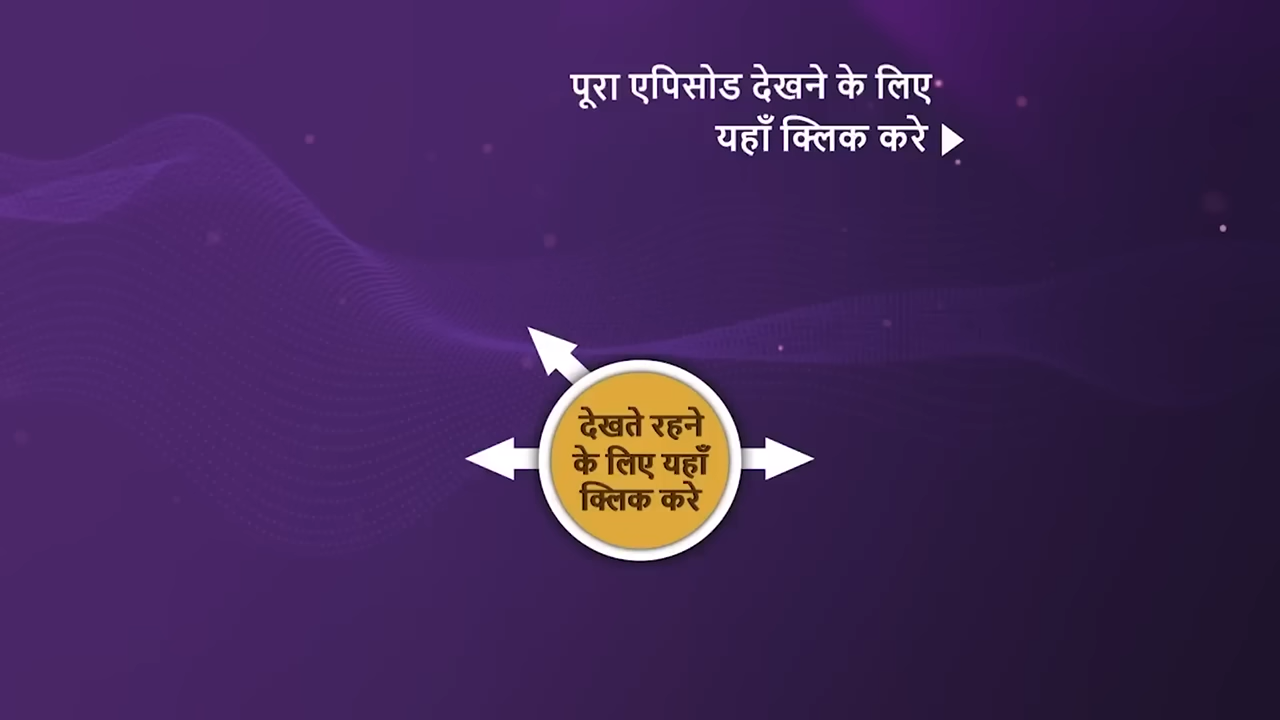 पूरा एपिसोड देखने के लिए
यहाँ क्लिक करे
देखते रहने
के लिए यहाँ
क्लिक करे